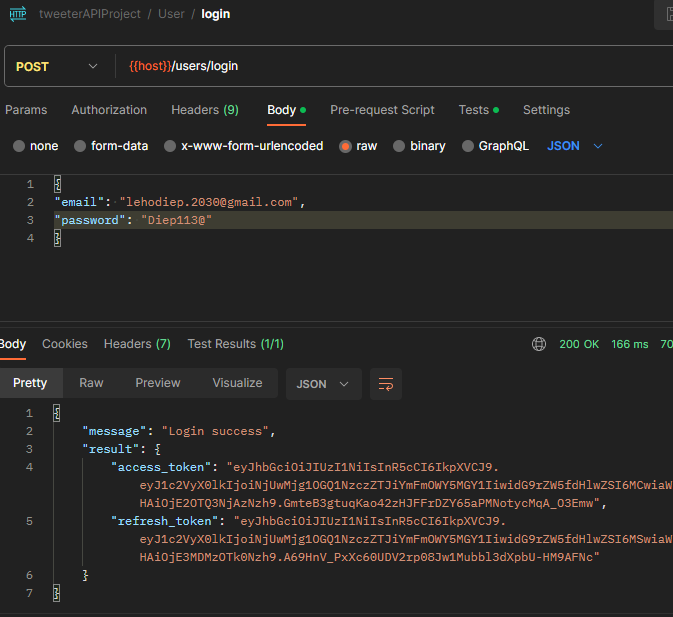 HTTP tweeterAPIProject / User / login
POST {{host}}/users/login
Params Authorization Headers (9) Body Pre-request Script Tests Settings
none form-data x-www-form-urlencoded raw binary GraphQL JSON
1 {
2 "email": "lehodiep.2030@gmail.com",
3 "password": "Diep113@"
4 }
Body Cookies Headers (7) Test Results (1/1) 200 OK 166 ms 70
Pretty Raw Preview Visualize JSON
1 {
2 "message": "Login success",
3 "result": {
4 "access_token": "eyJhbGciOiJIUzI1NiIsInR5cCI6IkpXVCJ9.
eyJ1c2VyX0lkIjoiNjUwMjg1OGQ1NzczZTJiYmFmOWY5MGY1IiwidG9rZW5fdHlwZSI6MCwiaW
HAiOjE2OTQ3NjAzNzh9.GmteB3gtuqKao42zHJFFrDZY65aPMNotycMqA_O3Emw",
5 "refresh_token": "eyJhbGciOiJIUzI1NiIsInR5cCI6IkpXVCJ9.
eyJ1c2VyX0lkIjoiNjUwMjg1OGQ1NzczZTJiYmFmOWY5MGY1IiwidG9rZW5fdHlwZSI6MSwiaW
HAiOjE3MDMzOTk0Nzh9.A69HnV_PxXc60UDV2rp08Jw1Mubbl3dXpbU-HM9AFNc"
6 }
7 }